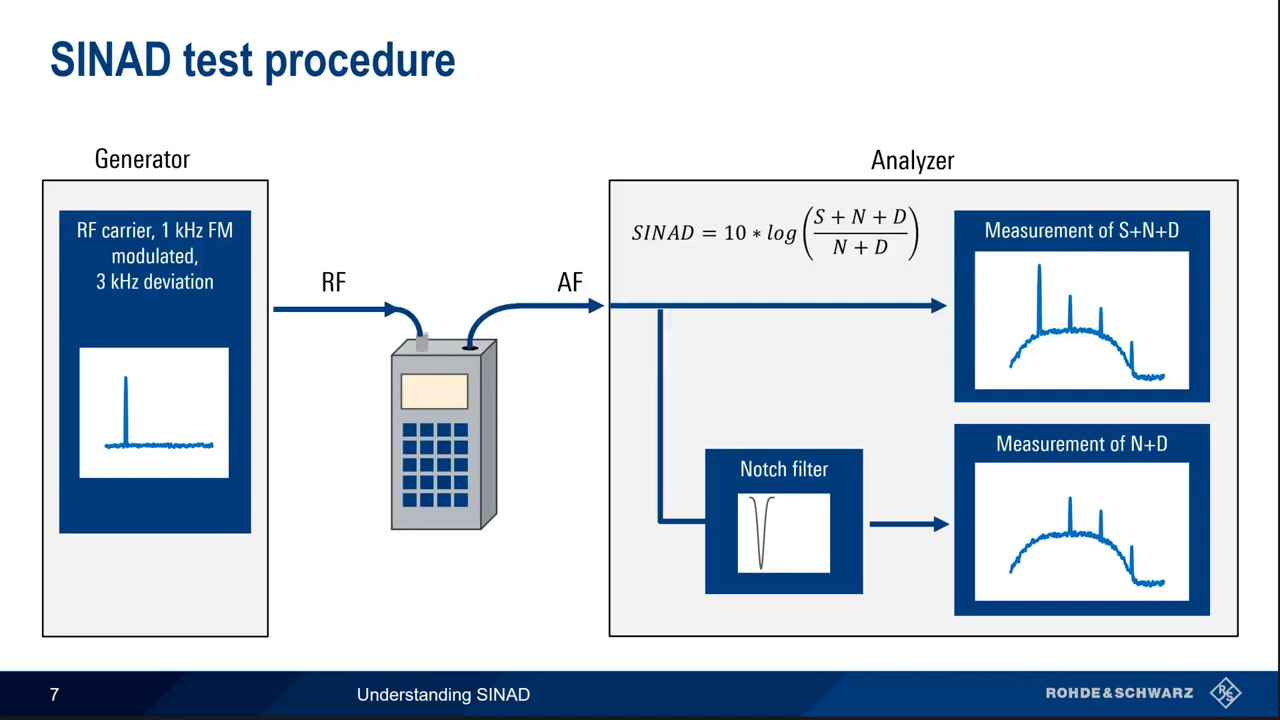 SINAD test procedure
Generator
RF carrier, 1 kHz FM
modulated,
3 kHz deviation
RF
AF
Analyzer
SINAD = 10 * log(S + N + D / N + D)
Measurement of S+N+D
Notch filter
Measurement of N+D
7
Understanding SINAD
ROHDE & SCHWARZ
R
S